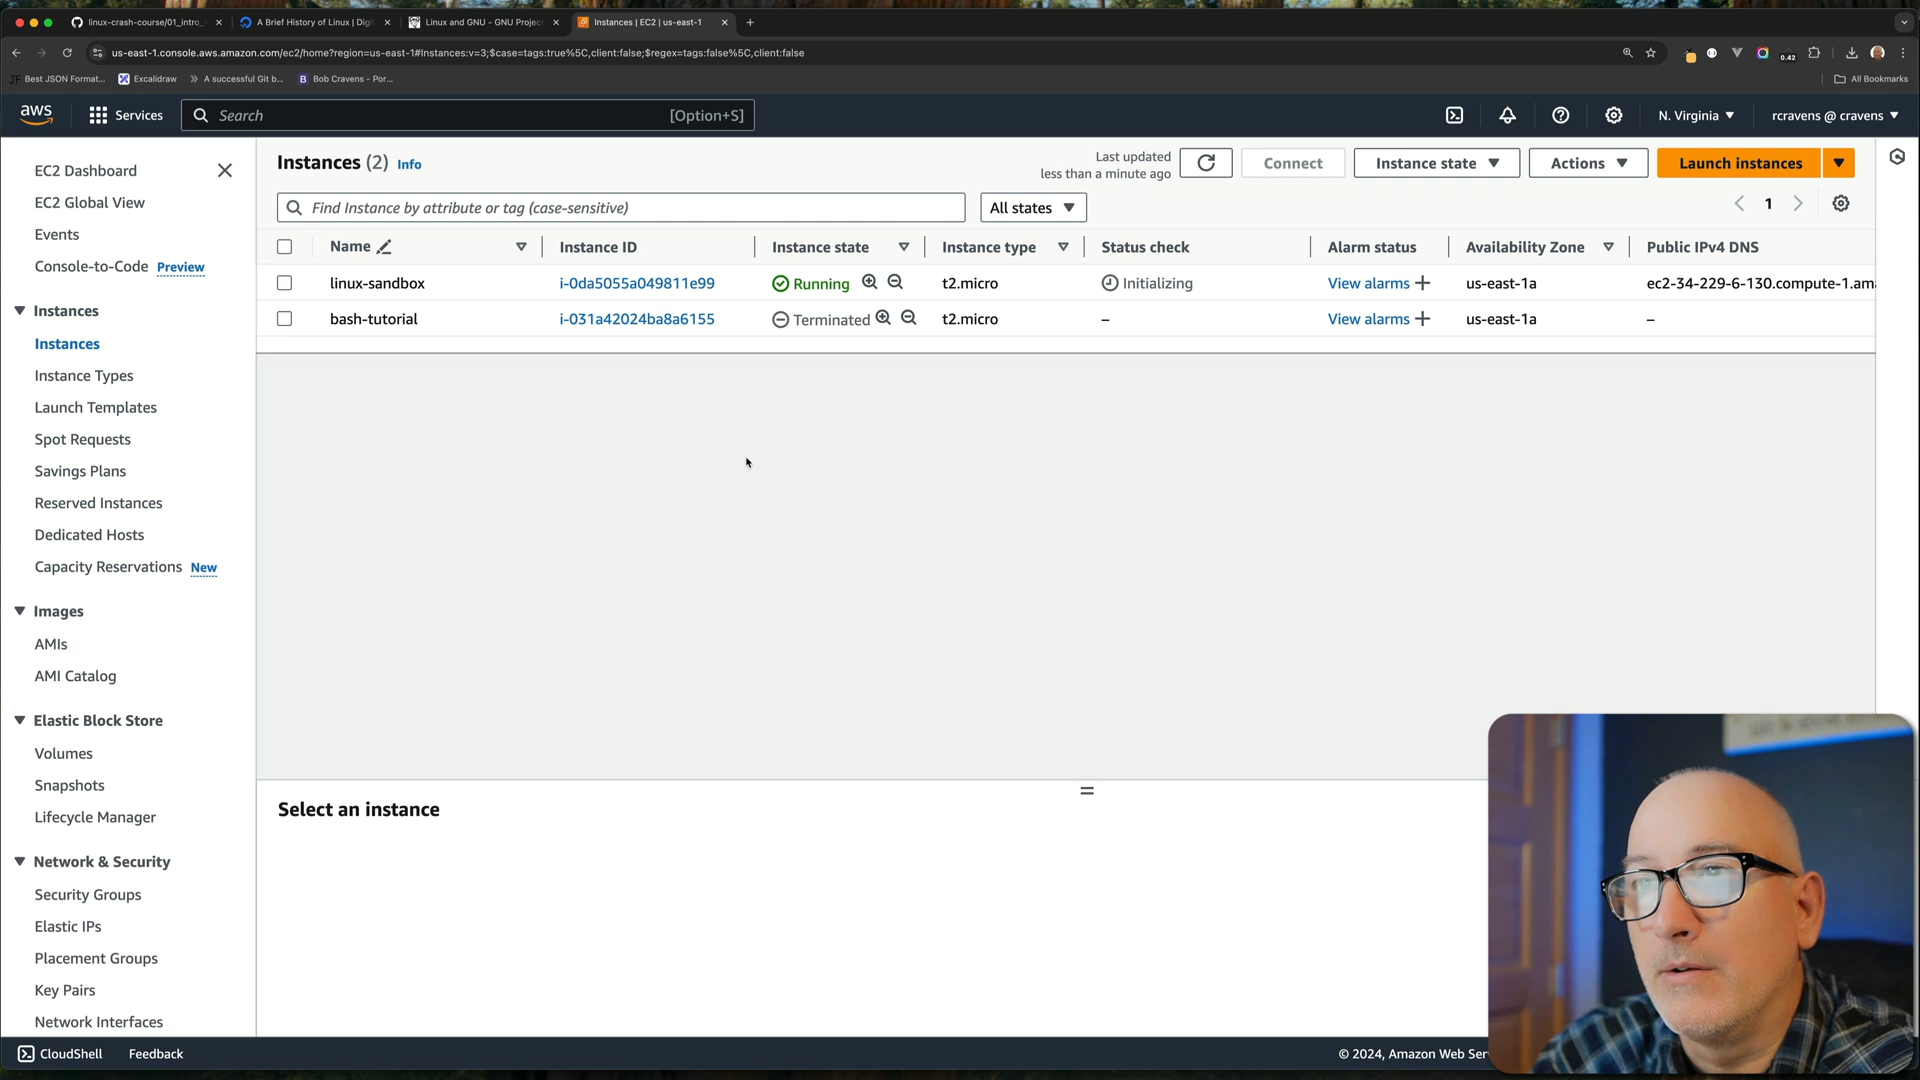 linux-crash-course/01_intro_
A Brief History of Linux | Digit
Linux and GNU - GNU Project
Instances | EC2 | us-east-1
us-east-1.console.aws.amazon.com/ec2/home?region=us-east-1#Instances:v=3;$case=tags:true%5C,client:false;$regex=tags:false%5C,client:false
0.42
JF Best JSON Format...
Excalidraw
A successful Git b...
B Bob Cravens - Por...
All Bookmarks
aws
Services
Search
[Option+S]
N. Virginia
rcravens @ cravens
EC2 Dashboard
EC2 Global View
Events
Console-to-Code Preview
Instances
Instances
Instance Types
Launch Templates
Spot Requests
Savings Plans
Reserved Instances
Dedicated Hosts
Capacity Reservations New
Images
AMIs
AMI Catalog
Elastic Block Store
Volumes
Snapshots
Lifecycle Manager
Network & Security
Security Groups
Elastic IPs
Placement Groups
Key Pairs
Network Interfaces
Instances (2) Info
Last updated
less than a minute ago
Connect
Instance state
Actions
Launch instances
Find Instance by attribute or tag (case-sensitive)
All states
1
Name Instance ID Instance state Instance type Status check Alarm status Availability Zone Public IPv4 DNS
linux-sandbox i-0da5055a049811e99 Running t2.micro Initializing View alarms + us-east-1a ec2-34-229-6-130.compute-1.ama
bash-tutorial i-031a42024ba8a6155 Terminated t2.micro – View alarms + us-east-1a –
Select an instance
CloudShell
Feedback
© 2024, Amazon Web Ser